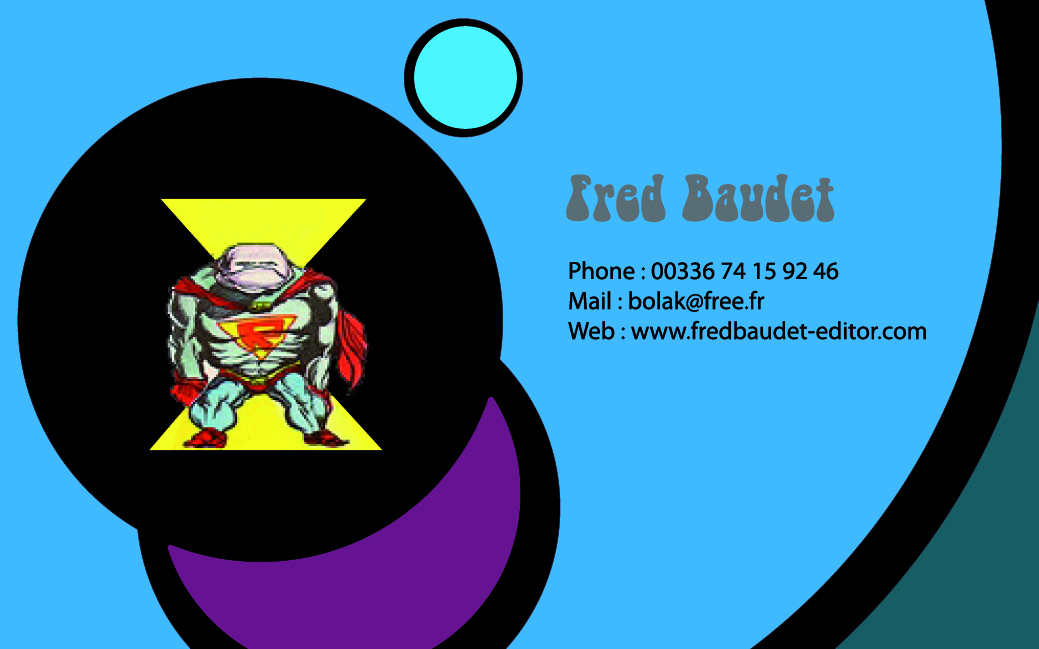 Fred Baudet
Phone : 00336 74 15 92 46
Mail : bolak@free.fr
Web : www.fredbaudet-editor.com